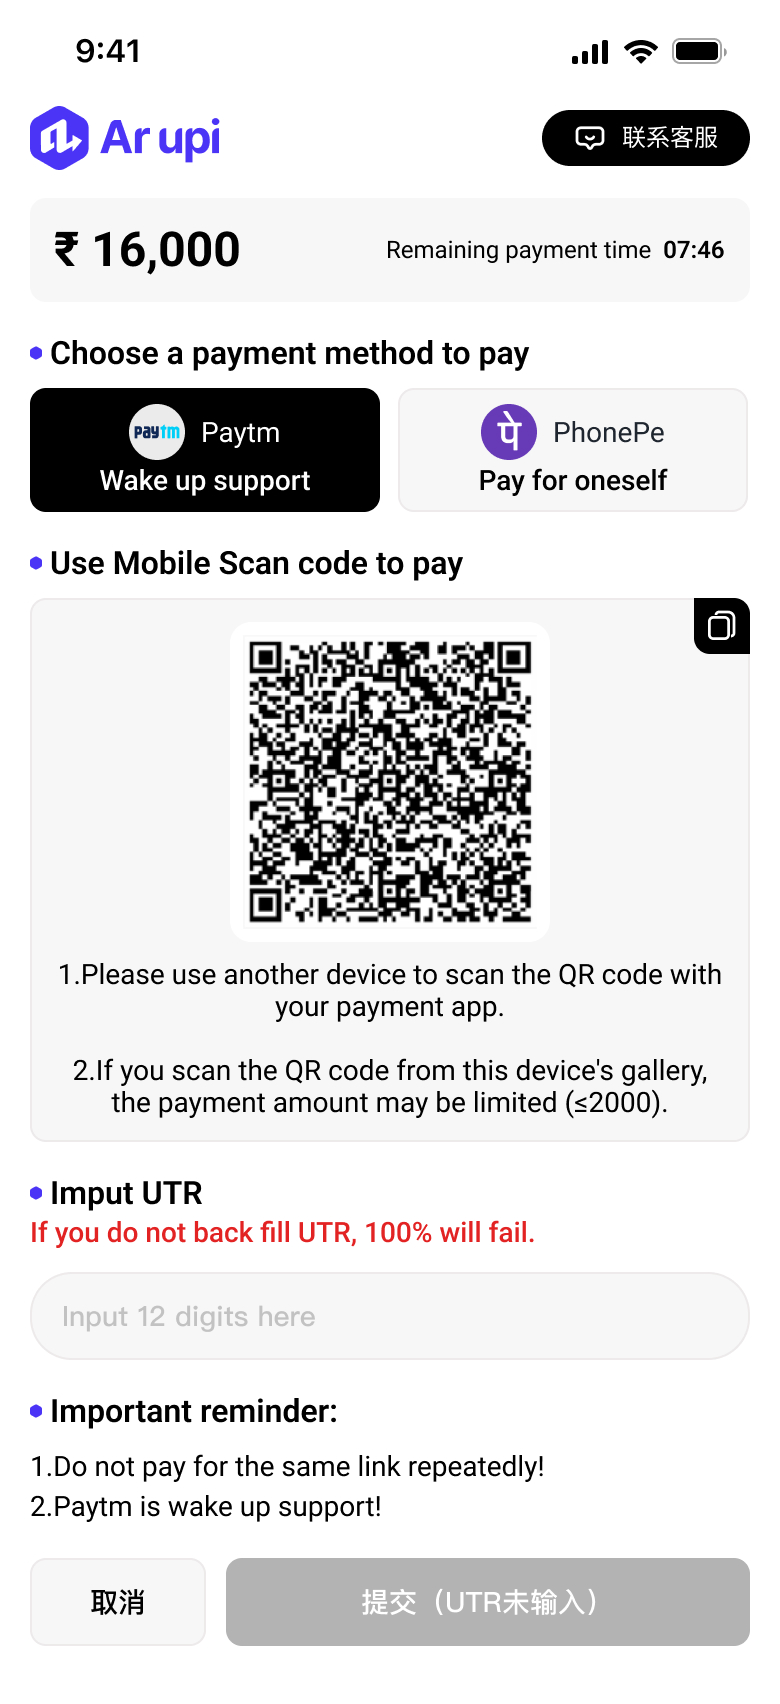 9:41
Ar upi
联系客服
₹ 16,000
Remaining payment time 07:46
Choose a payment method to pay
paytm Paytm
Wake up support
पे PhonePe
Pay for oneself
Use Mobile Scan code to pay
1.Please use another device to scan the QR code with
your payment app.
2.If you scan the QR code from this device's gallery,
the payment amount may be limited (≤2000).
Imput UTR
If you do not back fill UTR, 100% will fail.
Input 12 digits here
Important reminder:
1.Do not pay for the same link repeatedly!
2.Paytm is wake up support!
取消
提交（UTR未输入）